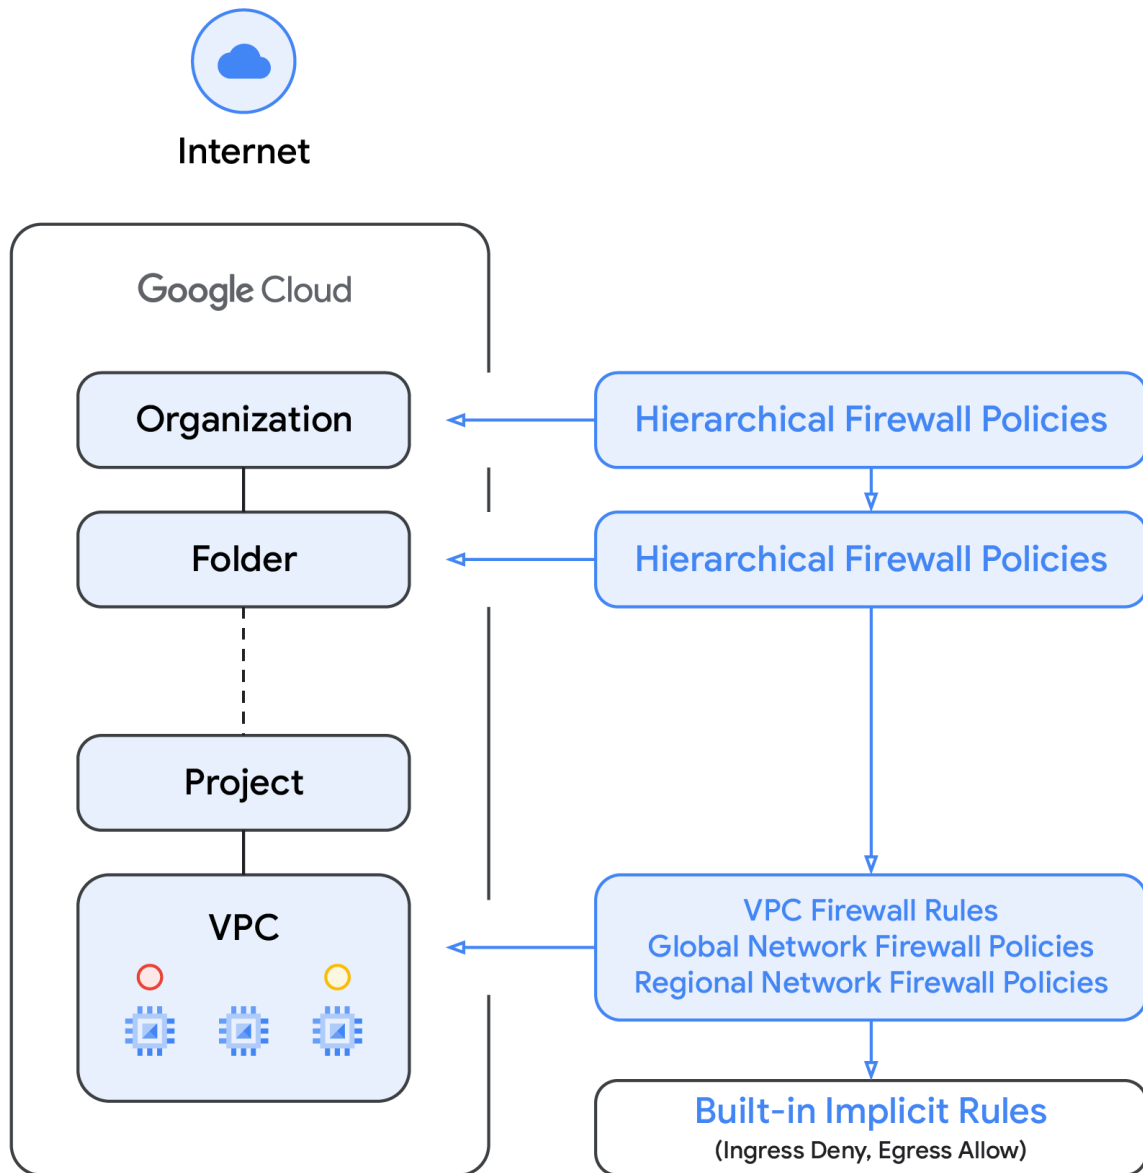 Internet
Google Cloud
Organization
Hierarchical Firewall Policies
Folder
Hierarchical Firewall Policies
Project
VPC
VPC Firewall Rules
Global Network Firewall Policies
Regional Network Firewall Policies
Built-in Implicit Rules
(Ingress Deny, Egress Allow)